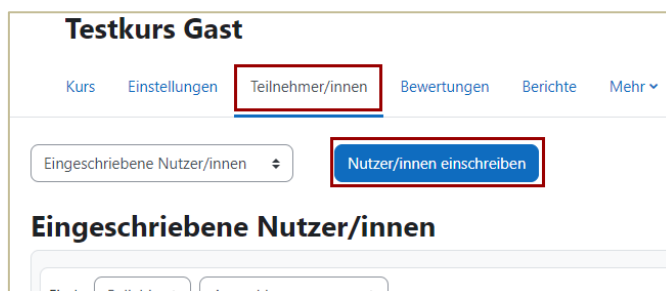 Testkurs Gast
Kurs Einstellungen Teilnehmer/innen Bewertungen Berichte Mehr
Eingeschriebene Nutzer/innen Nutzer/innen einschreiben
Eingeschriebene Nutzer/innen